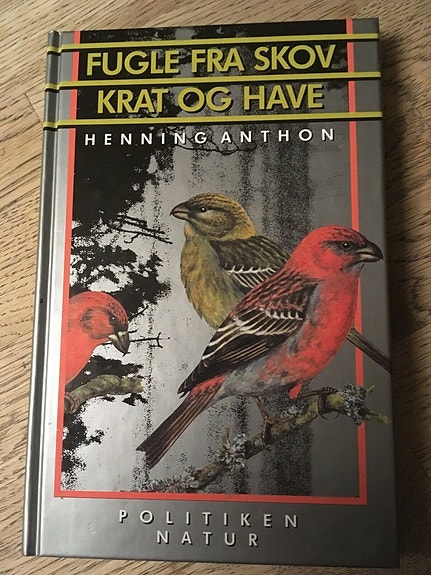 FUGLE FRA SKOV
KRAT OG HAVE
HENNING ANTHON
POLITIKEN
NATUR